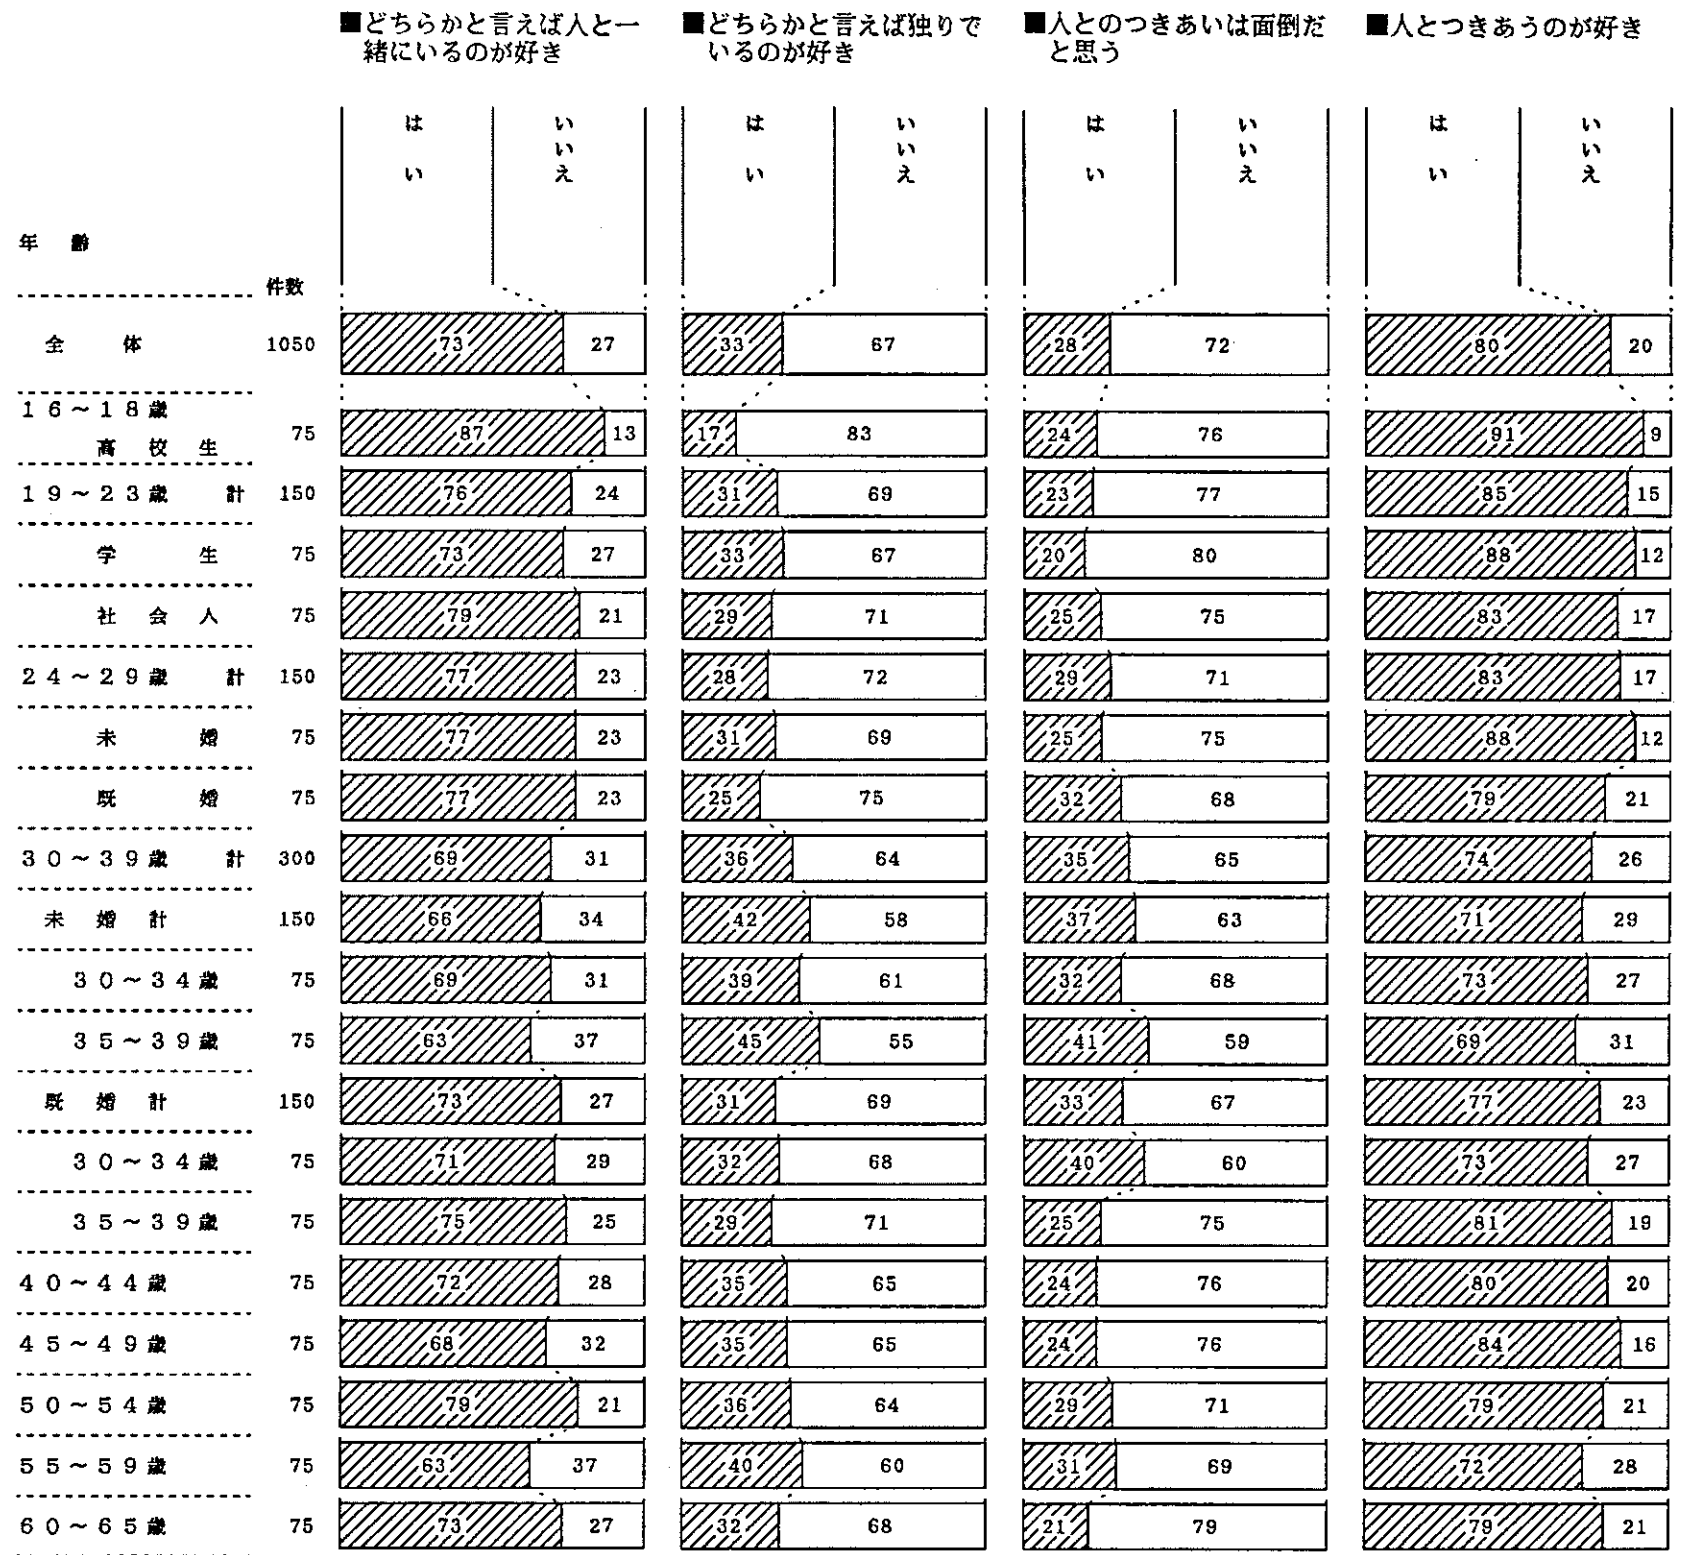 ■どちらかと言えば人と一
緒にいるのが好き
■どちらかと言えば独りで
いるのが好き
■人とのつきあいは面倒だ
と思う
■人とつきあうのが好き
はい いいえ はい いいえ はい いいえ はい いいえ
年齢
件数
全体 1050 73 27 33 67 28 72 80 20
16~18歳
高校生 75 87 13 17 83 24 76 91 9
19~23歳 計 150 76 24 31 69 23 77 85 15
学生 75 73 27 33 67 20 80 88 12
社会人 75 79 21 29 71 25 75 83 17
24~29歳 計 150 77 23 28 72 29 71 83 17
未婚 75 77 23 31 69 25 75 88 12
既婚 75 77 23 25 75 32 68 79 21
30~39歳 計 300 69 31 36 64 35 65 74 26
未婚計 150 66 34 42 58 37 63 71 29
30~34歳 75 69 31 39 61 32 68 73 27
35~39歳 75 63 37 45 55 41 59 69 31
既婚計 150 73 27 31 69 33 67 77 23
30~34歳 75 71 29 32 68 40 60 73 27
35~39歳 75 75 25 29 71 25 75 81 19
40~44歳 75 72 28 35 65 24 76 80 20
45~49歳 75 68 32 35 65 24 76 84 16
50~54歳 75 79 21 36 64 29 71 79 21
55~59歳 75 63 37 40 60 31 69 72 28
60~65歳 75 73 27 32 68 21 79 79 21